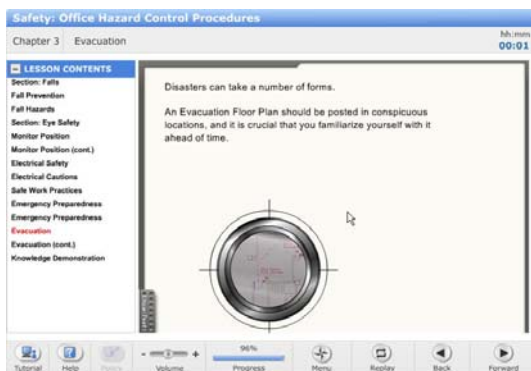 Safety: Office Hazard Control Procedures
Chapter 3 Evacuation
hh:mm
00:01
LESSON CONTENTS
Section: Falls
Fall Prevention
Fall Hazards
Section: Eye Safety
Monitor Position
Monitor Position (cont.)
Electrical Safety
Electrical Cautions
Safe Work Practices
Emergency Preparedness
Emergency Preparedness
Evacuation
Evacuation (cont.)
Knowledge Demonstration
Disasters can take a number of forms.
An Evacuation Floor Plan should be posted in conspicuous
locations, and it is crucial that you familiarize yourself with it
ahead of time.
96%
Tutorial Help Volume Progress Menu Replay Back Forward